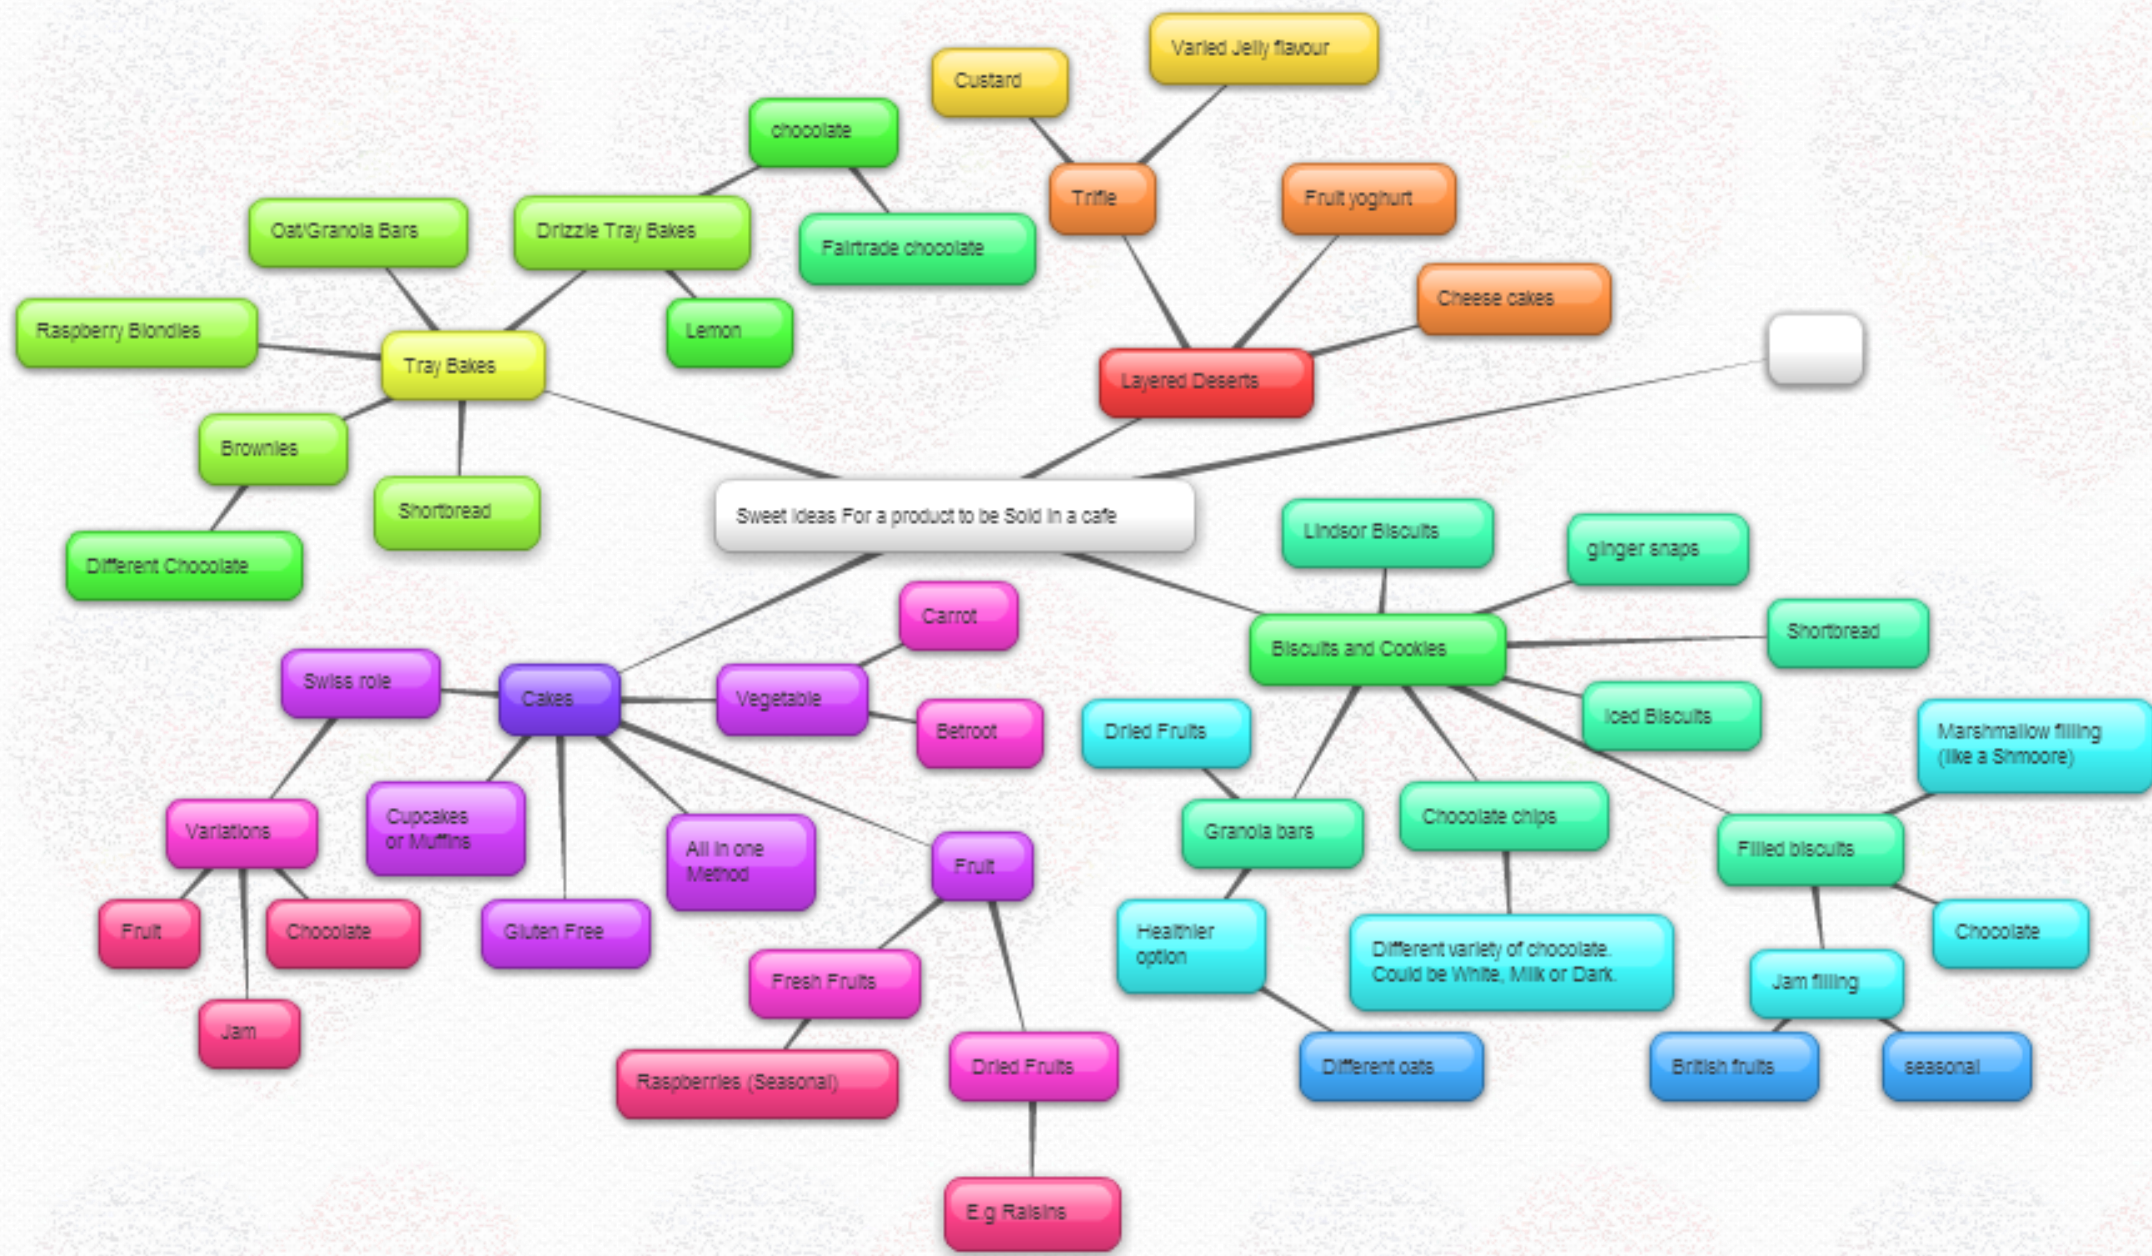 Varied Jelly flavour
Custard
chocolate
Trifle
Fruit yoghurt
Oat/Granola Bars
Drizzle Tray Bakes
Fairtrade chocolate
Cheese cakes
Raspberry Blondies
Lemon
Tray Bakes
Layered Deserts
Brownies
Shortbread
Sweet ideas For a product to be Sold in a cafe
Lindsor Biscuits
ginger snaps
Different Chocolate
Carrot
Shortbread
Biscuits and Cookies
Swiss role
Cakes
Vegetable
Iced Biscuits
Betroot
Dried Fruits
Marshmallow filling
(like a Shmoore)
Variations
Cupcakes
or Muffins
All in one
Method
Fruit
Granola bars
Chocolate chips
Filled biscuits
Fruit
Chocolate
Gluten Free
Healthier
option
Different variety of chocolate.
Could be White, Milk or Dark.
Chocolate
Fresh Fruits
Jam filling
Jam
Raspberries (Seasonal)
Dried Fruits
Different oats
British fruits
seasonal
E.g Raisins